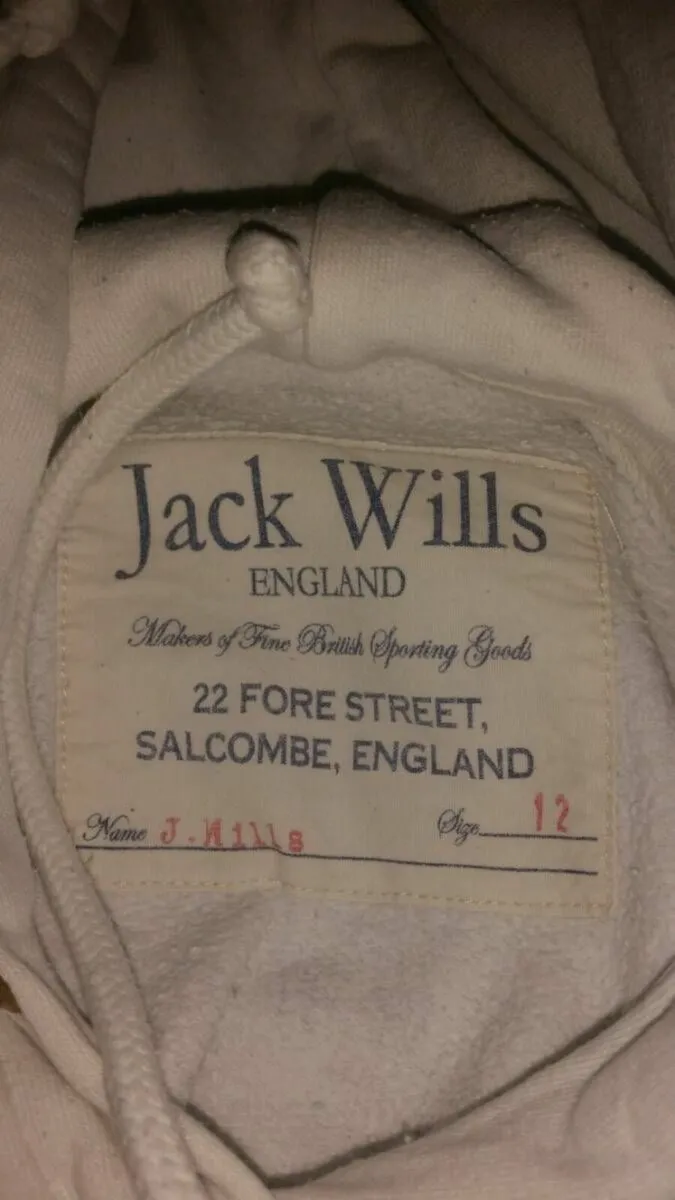 Jack Wills
ENGLAND
Makers of Fine British Sporting Goods
22 FORE STREET,
SALCOMBE, ENGLAND
Name J.Wills Size 12